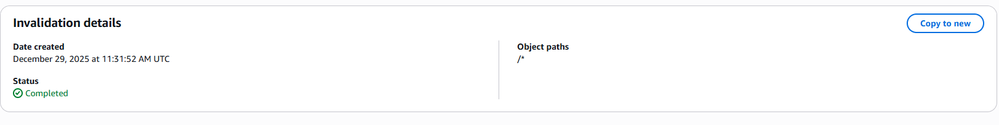 Invalidation details
Copy to new
Date created
December 29, 2025 at 11:31:52 AM UTC
Status
Completed
Object paths
/*